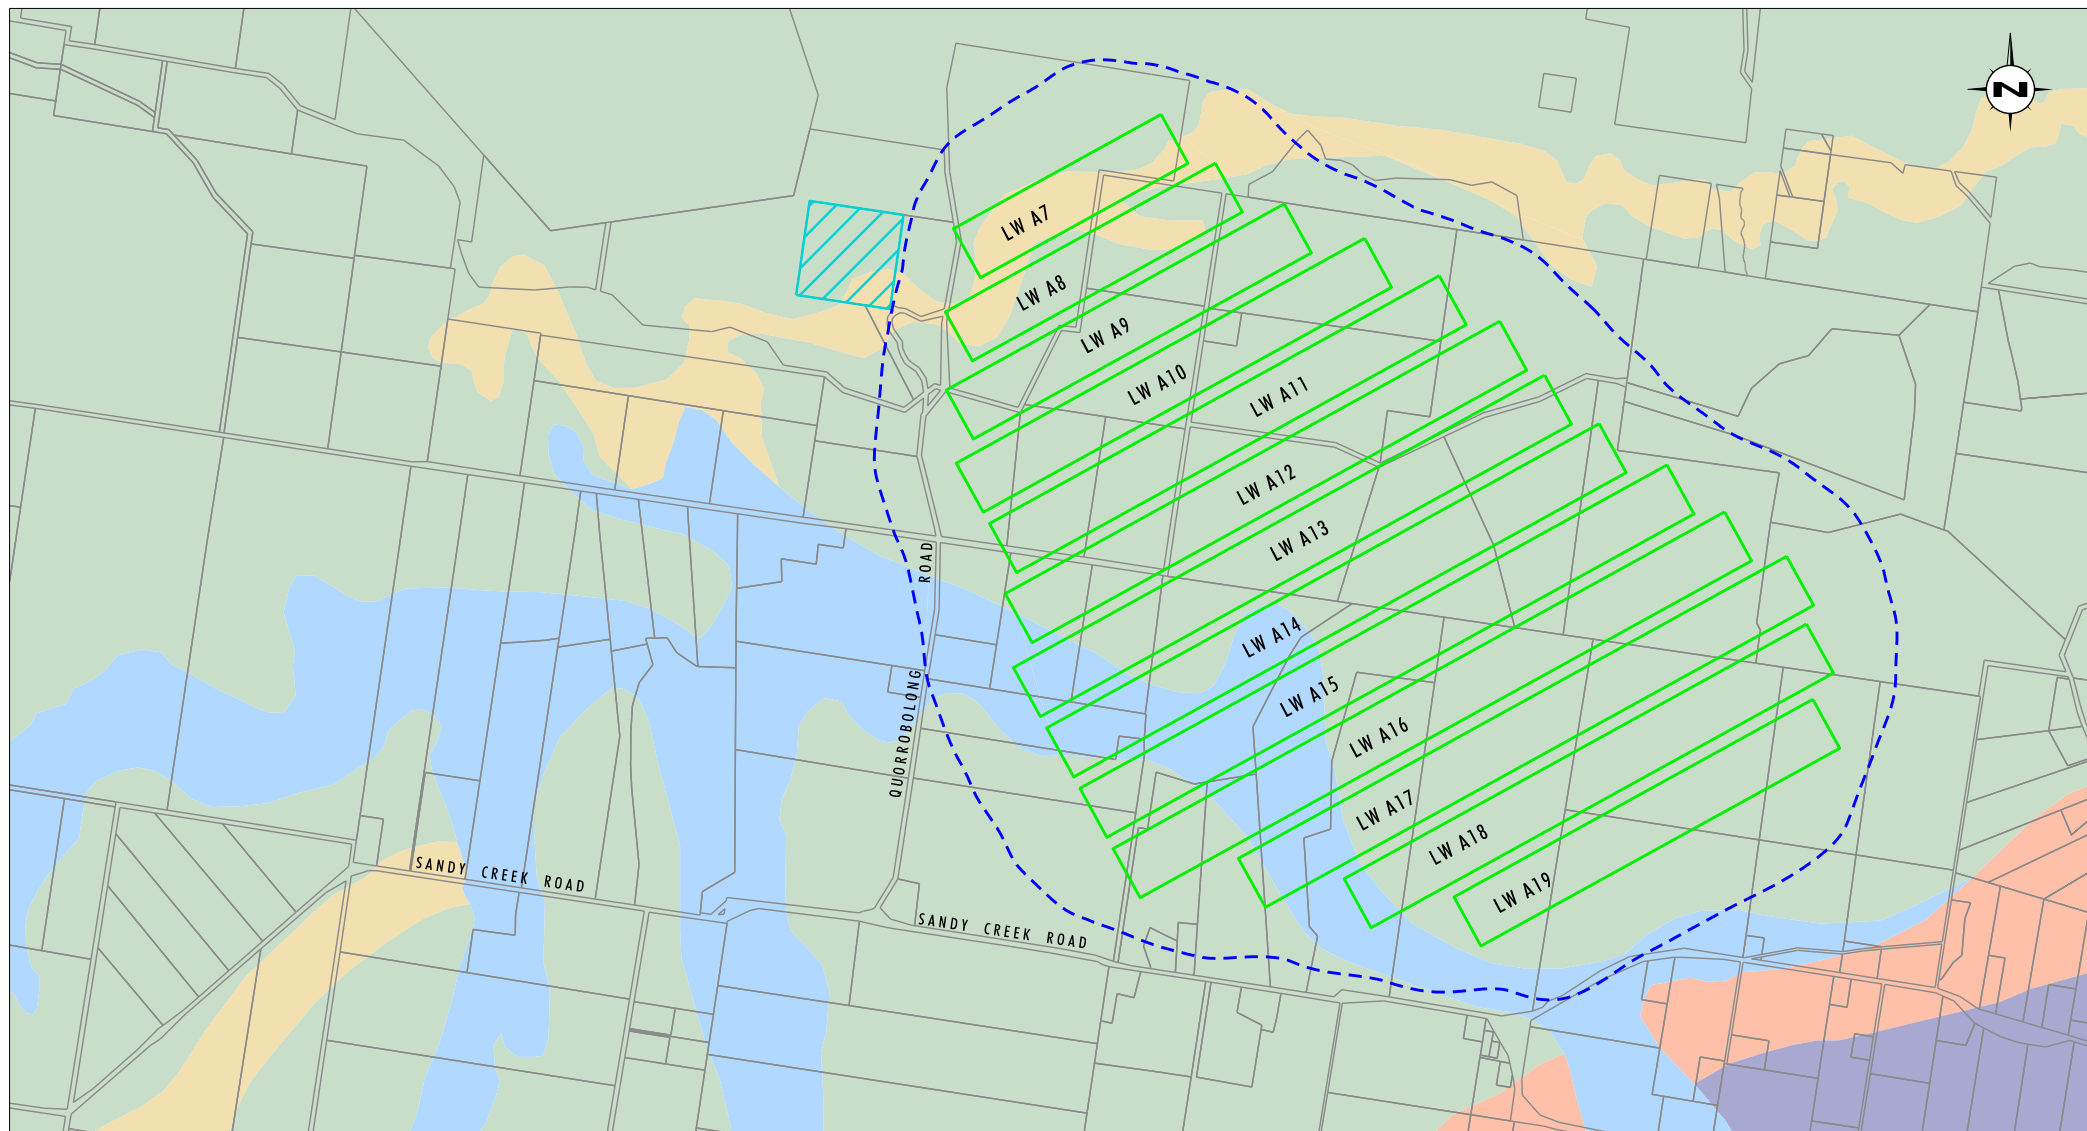 N
LW A7
LW A8
LW A9
LW A10
LW A11
LW A12
LW A13
LW A14
LW A15
LW A16
LW A17
LW A18
LW A19
QUORROBOLONG ROAD
SANDY CREEK ROAD
SANDY CREEK ROAD